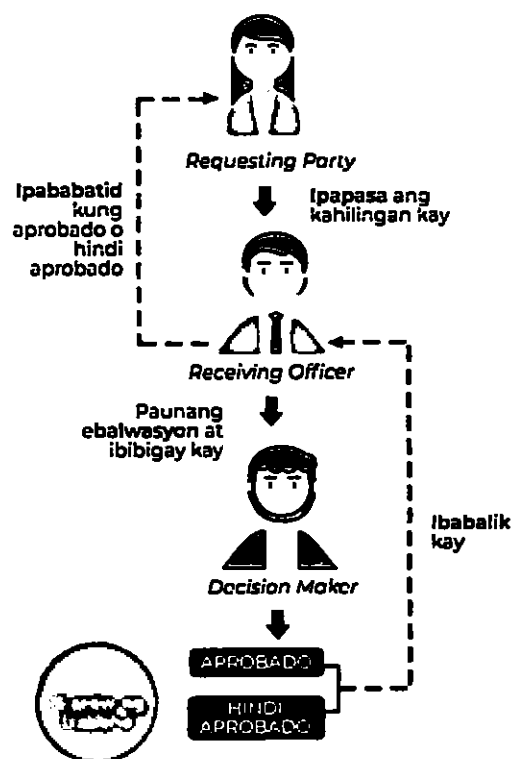 Requesting Party
Ipapasa ang
kahilingan kay
Ipababatid
kung
aprobado o
hindi
aprobado
Receiving Officer
Paunang
ebalwasyon at
ibibigay kay
Decision Maker
Ibabalik
kay
APROBADO
HINDI
APROBADO